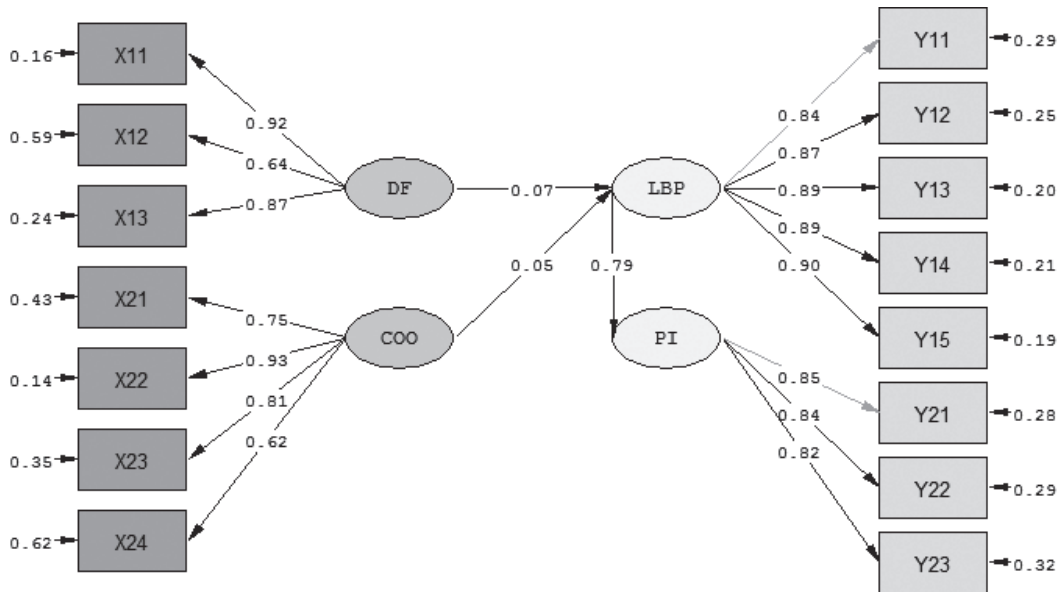 0.16 X11
0.59 X12
0.24 X13
0.43 X21
0.14 X22
0.35 X23
0.62 X24
0.92
0.64
0.87
0.75
0.93
0.81
0.62
DF
COO
0.07
0.05
LBP
0.79
PI
0.84
0.87
0.89
0.89
0.90
0.85
0.84
0.82
Y11 0.29
Y12 0.25
Y13 0.20
Y14 0.21
Y15 0.19
Y21 0.28
Y22 0.29
Y23 0.32